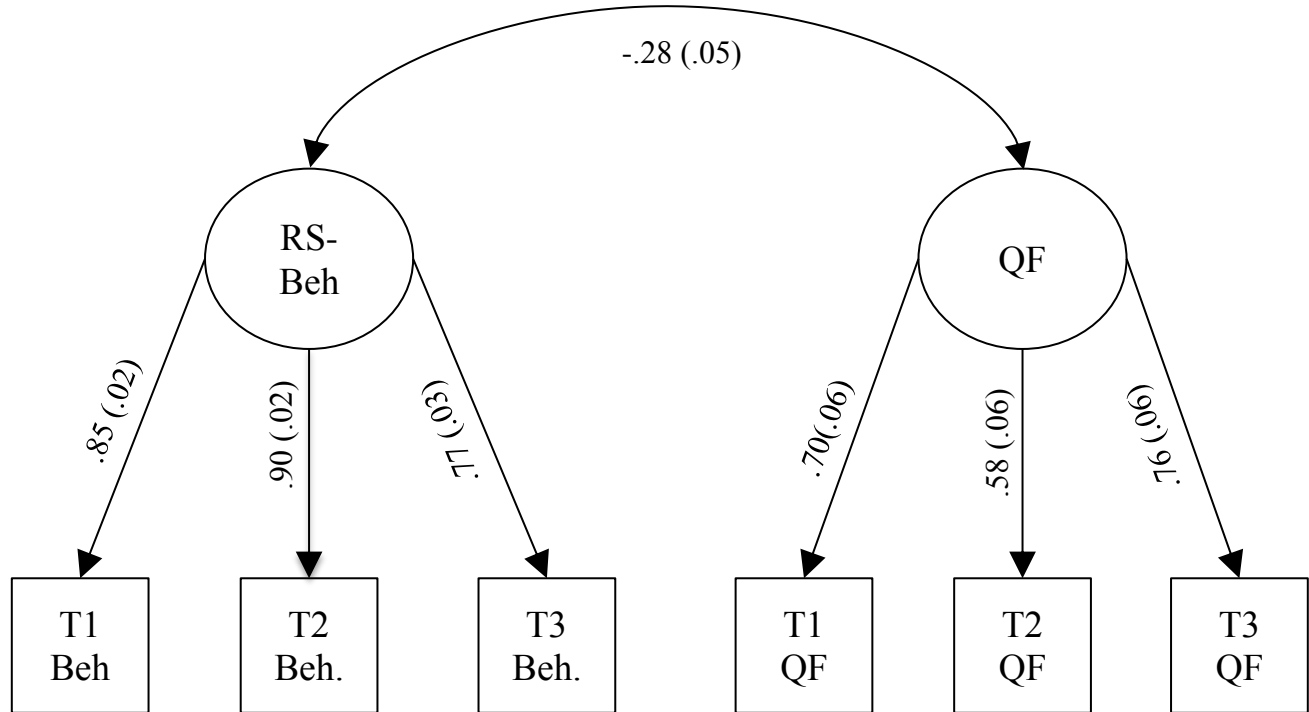 -.28 (.05)
RS-
Beh
QF
.85 (.02)
.90 (.02)
.77 (.03)
.70(.06)
.58 (.06)
.76 (.06)
T1
Beh
T2
Beh.
T3
Beh.
T1
QF
T2
QF
T3
QF